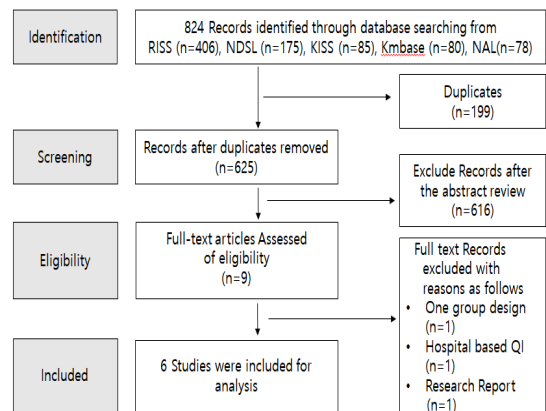 Identification
824 Records identified through database searching from
RISS (n=406), NDSL (n=175), KISS (n=85), Kmbase (n=80), NAL(n=78)
Duplicates
(n=199)
Screening
Records after duplicates removed
(n=625)
Exclude Records after
the abstract review
(n=616)
Eligibility
Full-text articles Assessed
of eligibility
(n=9)
Full text Records
excluded with
reasons as follows
• One group design
(n=1)
• Hospital based QI
(n=1)
• Research Report
(n=1)
Included
6 Studies were included for
analysis